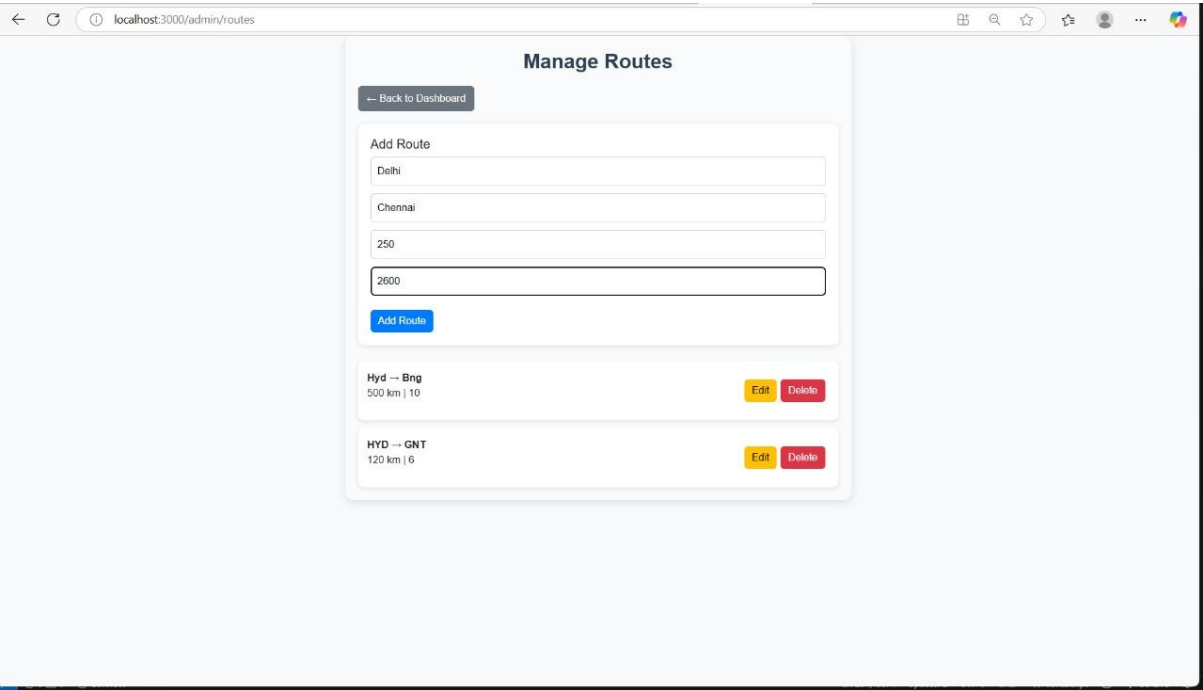 localhost:3000/admin/routes
Manage Routes
← Back to Dashboard
Add Route
Delhi
Chennai
250
2600
Add Route
Hyd → Bng
500 km | 10
Edit Delete
HYD → GNT
120 km | 6
Edit Delete